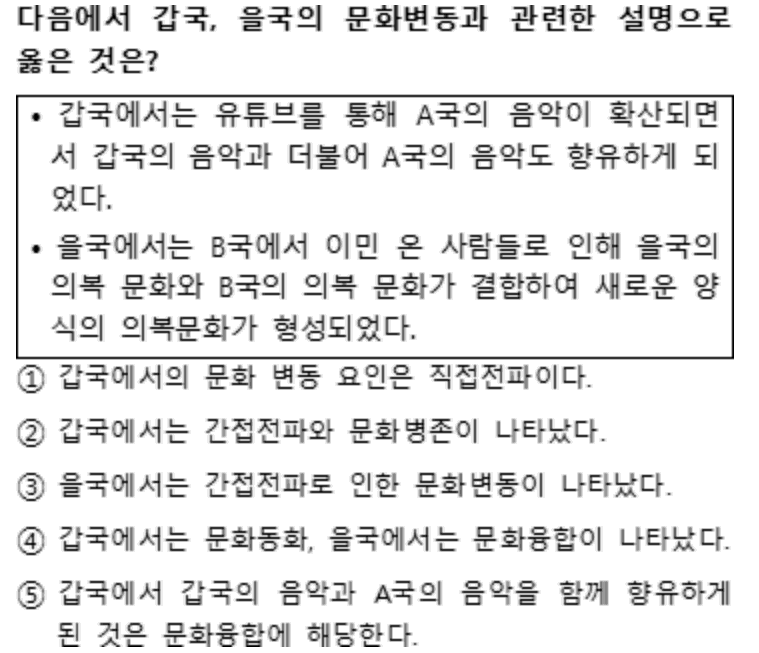 다음에서 갑국, 을국의 문화변동과 관련한 설명으로
옳은 것은?
• 갑국에서는 유튜브를 통해 A국의 음악이 확산되면
서 갑국의 음악과 더불어 A국의 음악도 향유하게 되
었다.
• 을국에서는 B국에서 이민 온 사람들로 인해 을국의
의복 문화와 B국의 의복 문화가 결합하여 새로운 양
식의 의복문화가 형성되었다.
① 갑국에서의 문화 변동 요인은 직접전파이다.
② 갑국에서는 간접전파와 문화병존이 나타났다.
③ 을국에서는 간접전파로 인한 문화변동이 나타났다.
④ 갑국에서는 문화동화, 을국에서는 문화융합이 나타났다.
⑤ 갑국에서 갑국의 음악과 A국의 음악을 함께 향유하게
된 것은 문화융합에 해당한다.